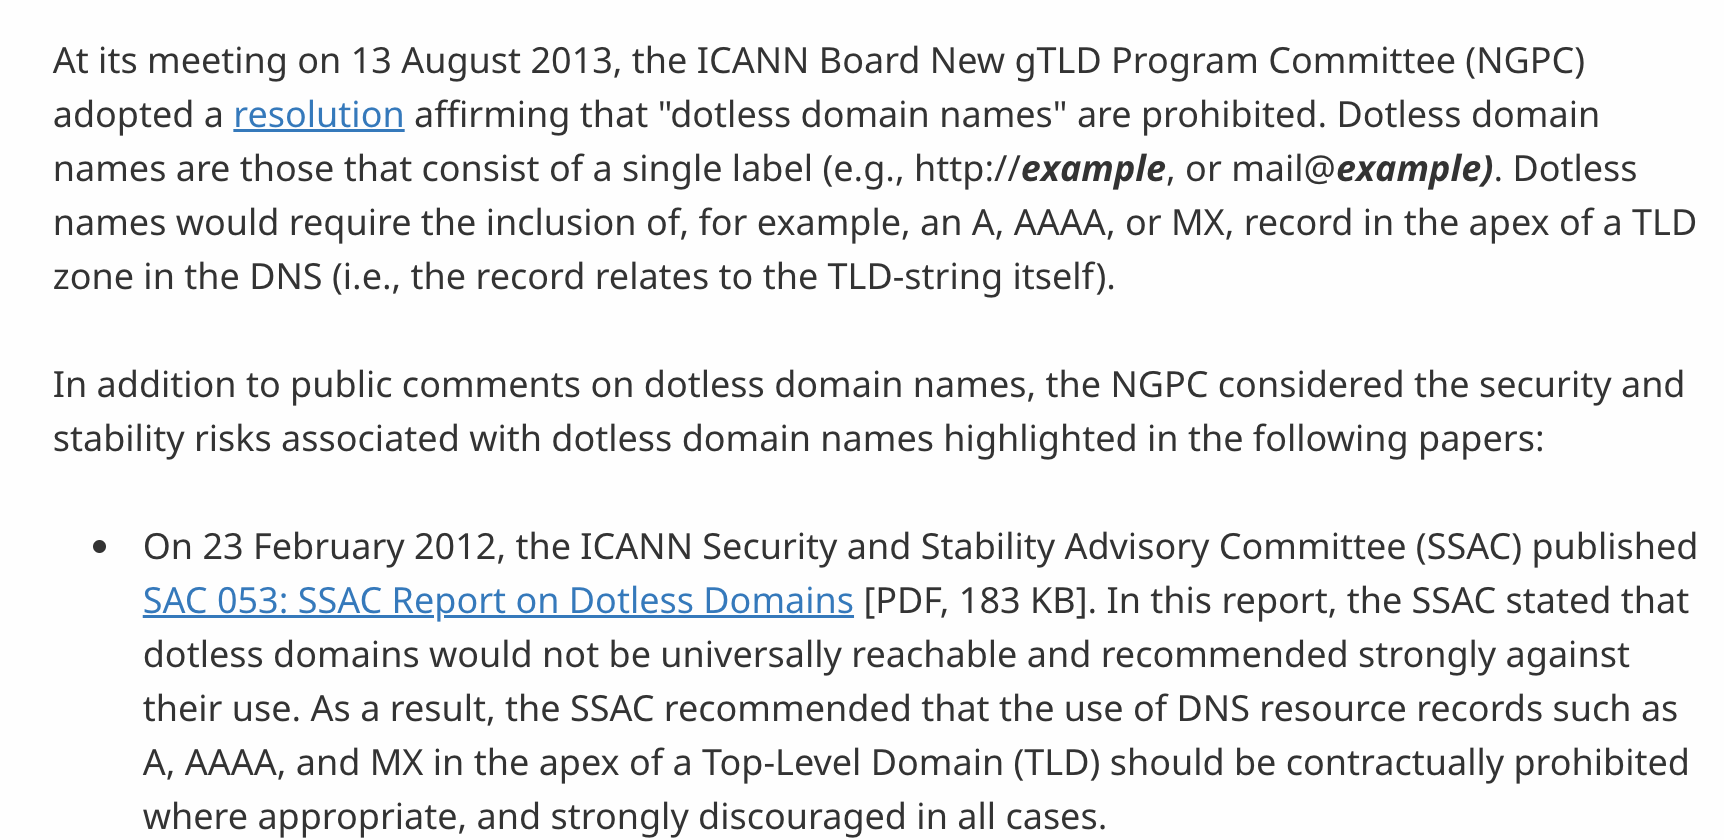 At its meeting on 13 August 2013, the ICANN Board New gTLD Program Committee (NGPC)
adopted a resolution affirming that "dotless domain names" are prohibited. Dotless domain
names are those that consist of a single label (e.g., http://example, or mail@example). Dotless
names would require the inclusion of, for example, an A, AAAA, or MX, record in the apex of a TLD
zone in the DNS (i.e., the record relates to the TLD-string itself).
In addition to public comments on dotless domain names, the NGPC considered the security and
stability risks associated with dotless domain names highlighted in the following papers:
• On 23 February 2012, the ICANN Security and Stability Advisory Committee (SSAC) published
SAC 053: SSAC Report on Dotless Domains [PDF, 183 KB]. In this report, the SSAC stated that
dotless domains would not be universally reachable and recommended strongly against
their use. As a result, the SSAC recommended that the use of DNS resource records such as
A, AAAA, and MX in the apex of a Top-Level Domain (TLD) should be contractually prohibited
where appropriate, and strongly discouraged in all cases.